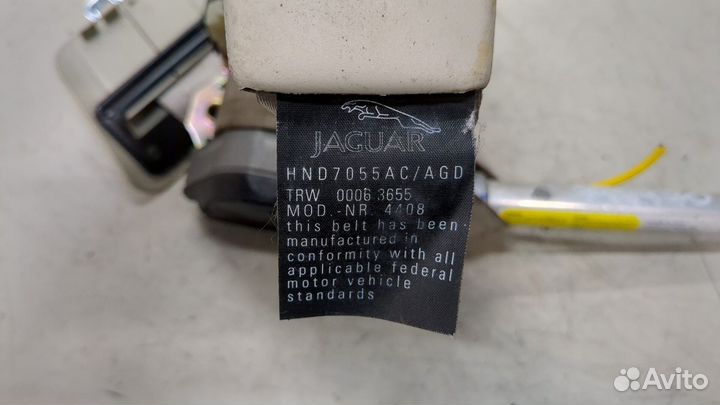 JAGUAR
HND7055AC/AGD
TRW 0006 3655
MOD.-NR. 4408
this belt has been
manufactured in
conformity with all
applicable federal
motor vehicle
standards
Avito